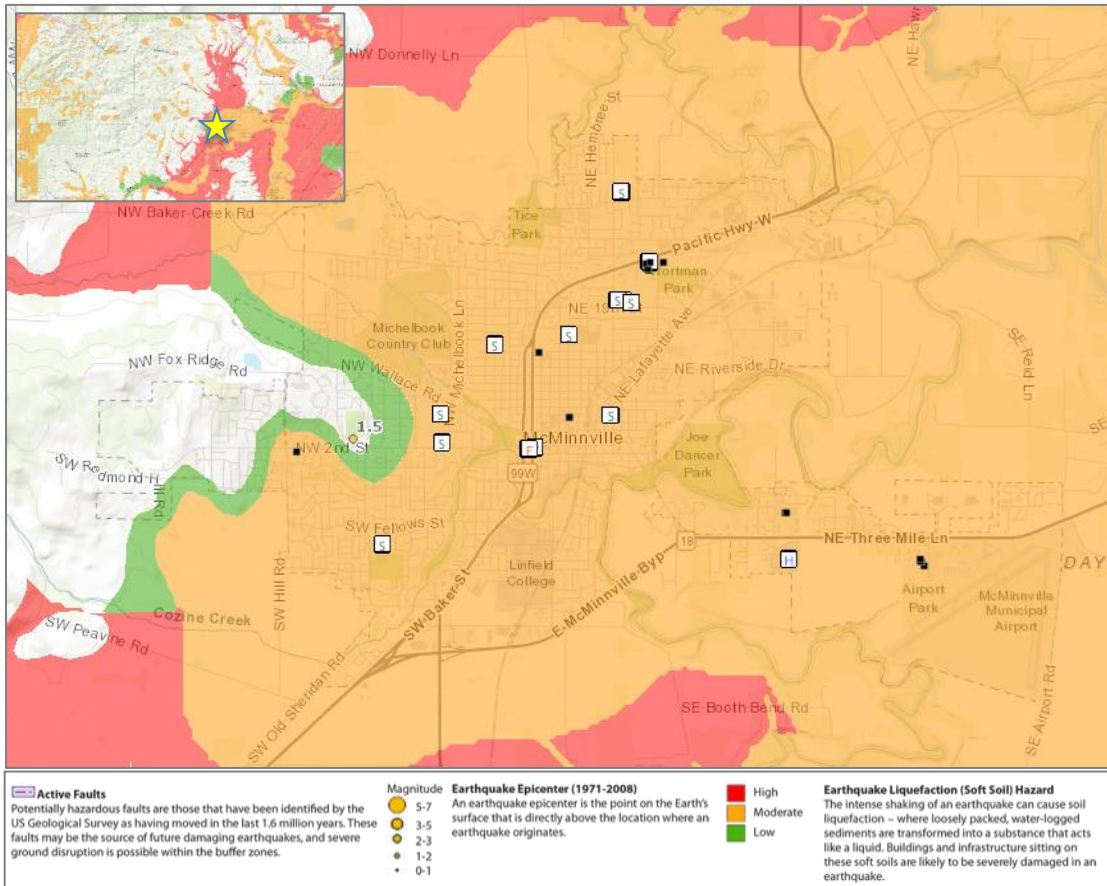 NW Donnelly Ln
NE Hawn
NE Hembree St
NW Baker Creek Rd
Tice
Park
Pacific Hwy W
Wortman
Park
S
NE 19th St
S
S
Michelbook
Country Club
S
S
NE Lafayette Ave
NW Michelbook Ln
NW Fox Ridge Rd
NW Wallace Rd
NE Riverside Dr
SE Reid Ln
1.5
S
S
NW 2nd St
S
F
McMinnville
Joe
Dancer
Park
SE
99W
SW Redmond Hill Rd
SW Fellows St
S
18
NE Three Mile Ln
H
DAY
Linfield
College
Airport
Park
McMinnville
Municipal
Airport
SW Hill Rd
Cozine Creek
SW Baker St
E McMinnville Byp
SW Peavine Rd
SW Old Sheridan Rd
SE Booth Bend Rd
SE Airport Rd
Active Faults
Potentially hazardous faults are those that have been identified by the
US Geological Survey as having moved in the last 1.6 million years. These
faults may be the source of future damaging earthquakes, and severe
ground disruption is possible within the buffer zones.
Magnitude
5-7
3-5
2-3
1-2
0-1
Earthquake Epicenter (1971-2008)
An earthquake epicenter is the point on the Earth's
surface that is directly above the location where an
earthquake originates.
High
Moderate
Low
Earthquake Liquefaction (Soft Soil) Hazard
The intense shaking of an earthquake can cause soil
liquefaction – where loosely packed, water-logged
sediments are transformed into a substance that acts
like a liquid. Buildings and infrastructure sitting on
these soft soils are likely to be severely damaged in an
earthquake.